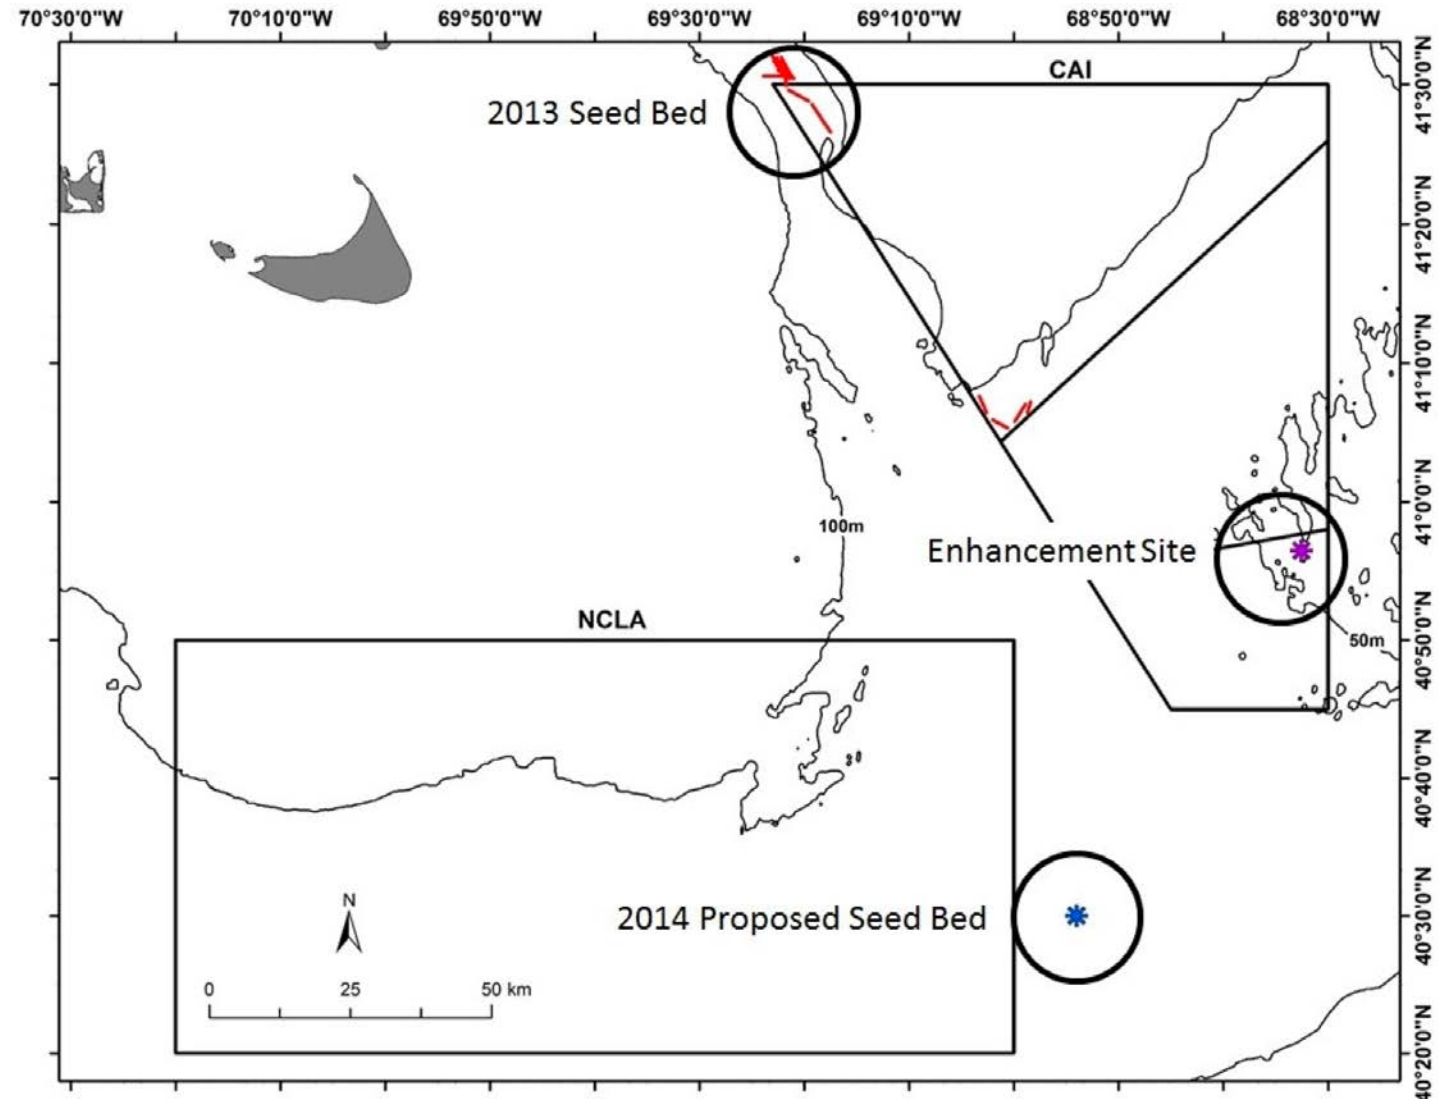 70°30'0"W 70°10'0"W 69°50'0"W 69°30'0"W 69°10'0"W 68°50'0"W 68°30'0"W
CAI
2013 Seed Bed
41°30'0"N
41°20'0"N
41°10'0"N
41°0'0"N
100m
Enhancement Site
NCLA
50m
40°50'0"N
40°40'0"N
2014 Proposed Seed Bed
40°30'0"N
N
0 25 50 km
40°20'0"N